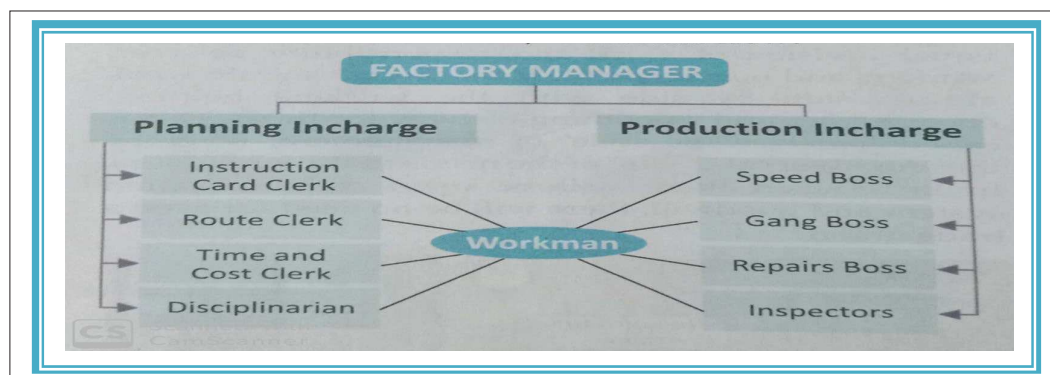 FACTORY MANAGER
Planning Incharge
Production Incharge
Instruction
Card Clerk
Route Clerk
Time and
Cost Clerk
Disciplinarian
Workman
Speed Boss
Gang Boss
Repairs Boss
Inspectors
CS
CamScanner